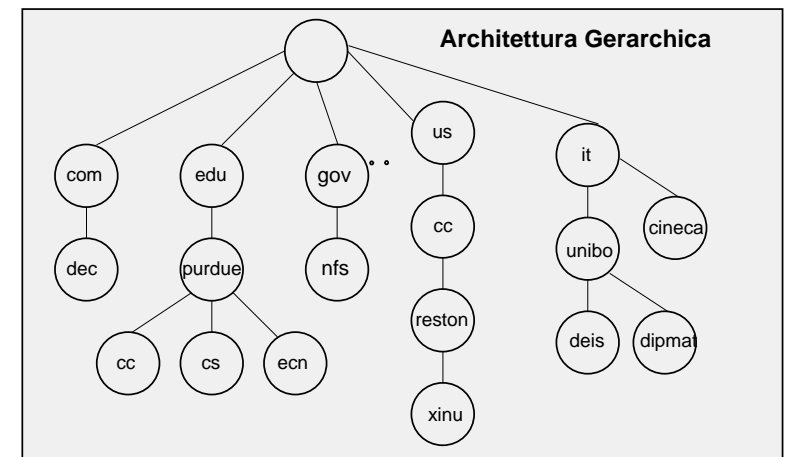 Architettura Gerarchica
us
it
com
edu
gov
cc
cineca
unibo
dec
purdue
nfs
reston
deis
dipmat
cc
cs
ecn
xinu